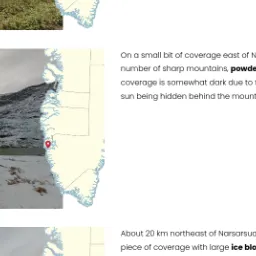 On a small bit of coverage east of N
number of sharp mountains, powde
coverage is somewhat dark due to
sun being hidden behind the mount
About 20 km northeast of Narsarsua
piece of coverage with large ice blo